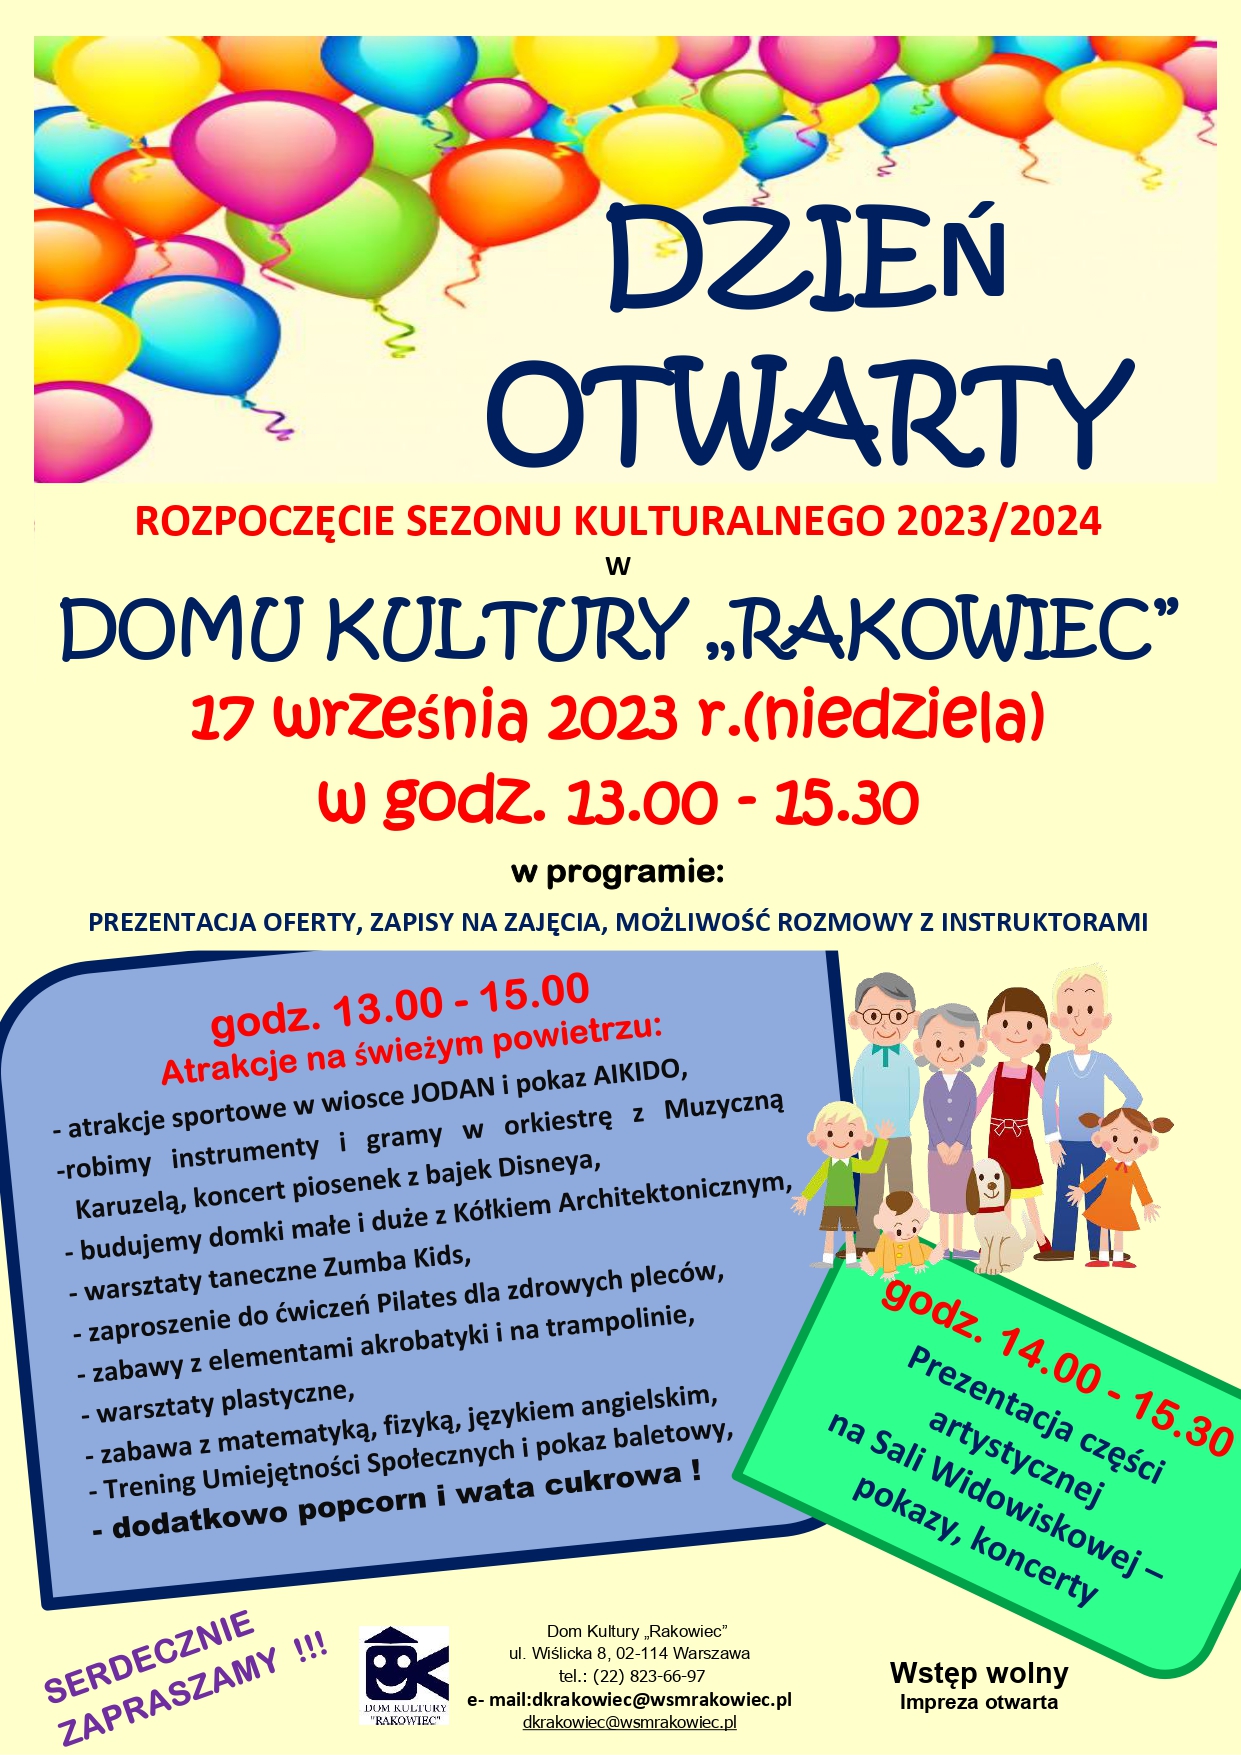 DZIEŃ
OTWARTY
ROZPOCZĘCIE SEZONU KULTURALNEGO 2023/2024
w
DOMU KULTURY „RAKOWIEC”
17 września 2023 r.(niedziela)
w godz. 13.00 - 15.30
w programie:
PREZENTACJA OFERTY, ZAPISY NA ZAJĘCIA, MOŻLIWOŚĆ ROZMOWY Z INSTRUKTORAMI
godz. 13.00 - 15.00
Atrakcje na świeżym powietrzu:
- atrakcje sportowe w wiosce JODAN i pokaz AIKIDO,
-robimy instrumenty i gramy w orkiestrę z Muzyczną
Karuzelą, koncert piosenek z bajek Disneya,
- budujemy domki małe i duże z Kółkiem Architektonicznym,
- warsztaty taneczne Zumba Kids,
- zaproszenie do ćwiczeń Pilates dla zdrowych pleców,
- zabawy z elementami akrobatyki i na trampolinie,
- warsztaty plastyczne,
- zabawa z matematyką, fizyką, językiem angielskim,
- Trening Umiejętności Społecznych i pokaz baletowy,
- dodatkowo popcorn i wata cukrowa !
godz. 14.00 - 15.30
Prezentacja części
artystycznej
na Sali Widowiskowej –
pokazy, koncerty
SERDECZNIE
ZAPRASZAMY !!!
DOM KULTURY
"RAKOWIEC"
Dom Kultury „Rakowiec”
ul. Wiślicka 8, 02-114 Warszawa
tel.: (22) 823-66-97
e- mail:dkrakowiec@wsmrakowiec.pl
dkrakowiec@wsmrakowiec.pl
Wstęp wolny
Impreza otwarta